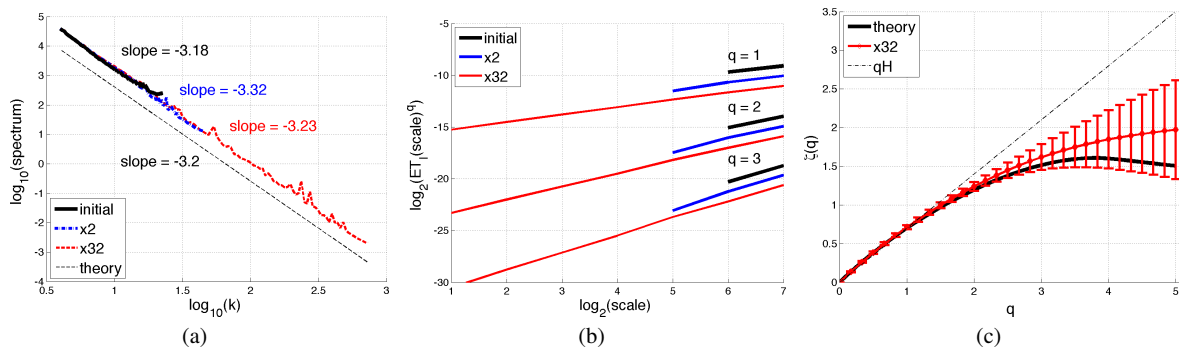 5
4
3
2
1
0
-1
-2
-3
-4
0.5
1
1.5
2
2.5
3
log10(spectrum)
log10(k)
slope = -3.18
slope = -3.32
slope = -3.23
slope = -3.2
initial
x2
x32
theory
(a)
-5
-10
-15
-20
-25
-30
1
2
3
4
5
6
7
log2(ETl(scale)q)
log2(scale)
initial
x2
x32
q = 1
q = 2
q = 3
(b)
3.5
3
2.5
2
1.5
1
0.5
0
0
1
2
3
4
5
ζ(q)
q
theory
x32
qH
(c)